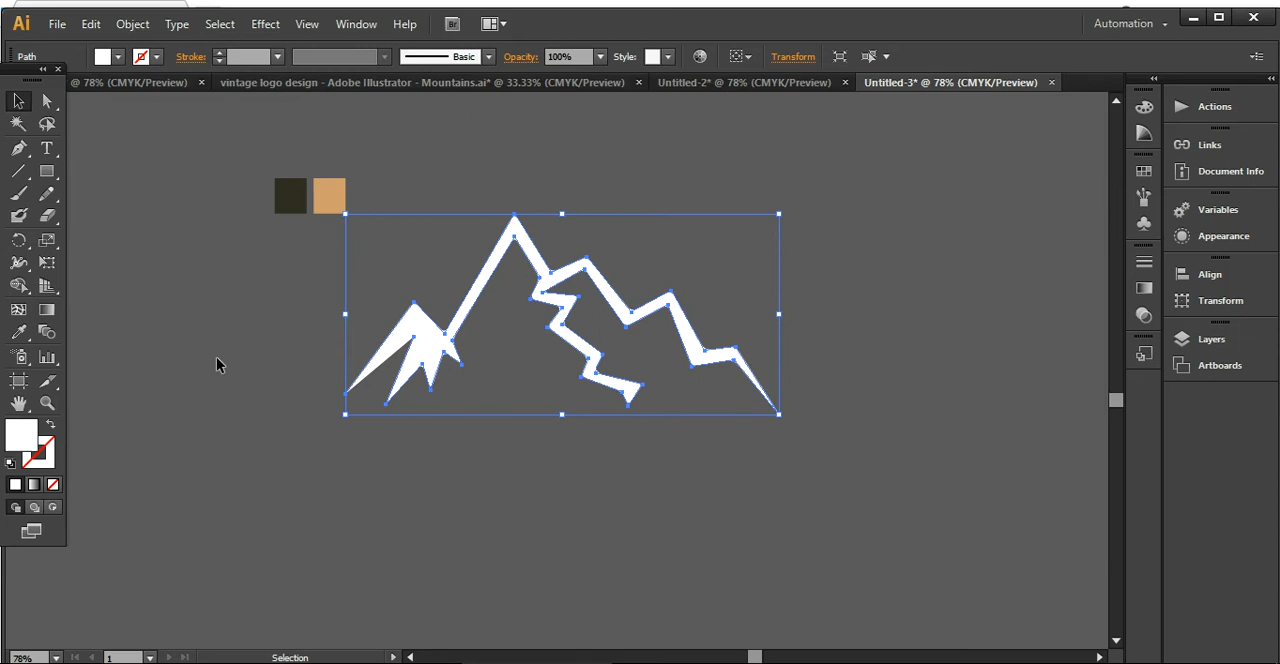 Ai File Edit Object Type Select Effect View Window Help Br Automation
Path Stroke: Basic Opacity: 100% Style: Transform
@ 78% (CMYK/Preview) vintage logo design - Adobe Illustrator - Mountains.ai* @ 33.33% (CMYK/Preview) Untitled-2* @ 78% (CMYK/Preview) Untitled-3* @ 78% (CMYK/Preview)
Actions
Links
Document Info
Variables
Appearance
Align
Transform
Layers
Artboards
T
78% 1 Selection